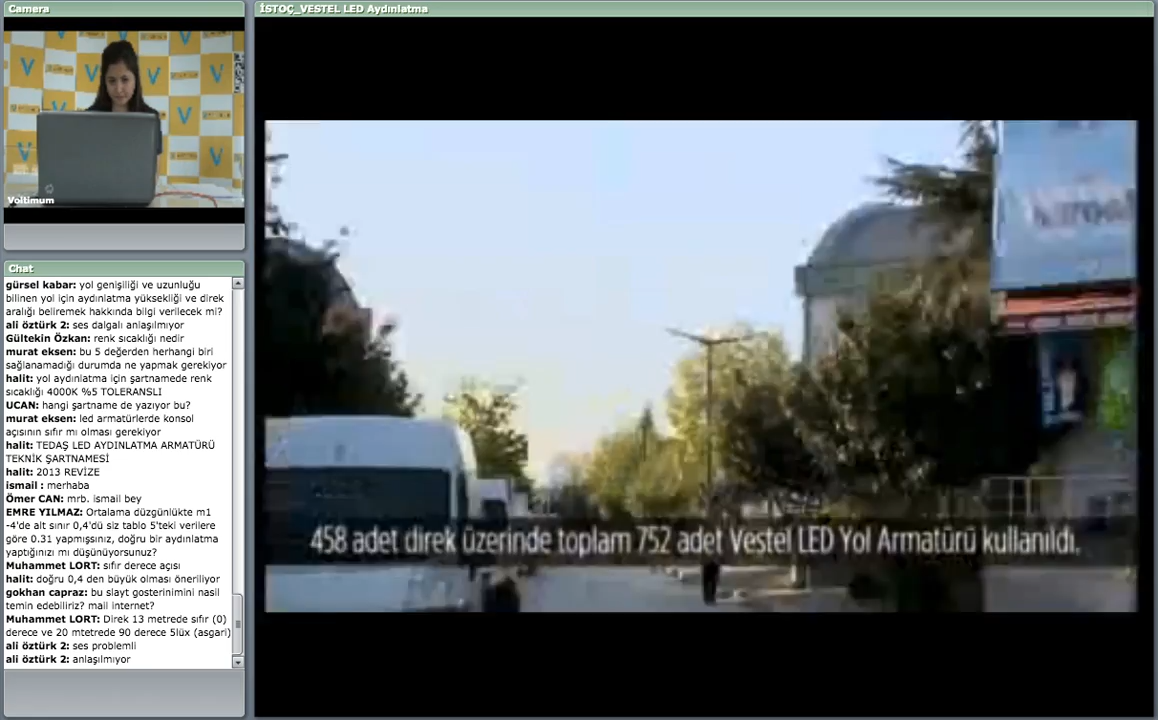 Camera
Voltimum
Chat
gürsel kabar: yol genişiliği ve uzunluğu
bilinen yol için aydınlatma yüksekliği ve direk
aralığı beliremek hakkında bilgi verilecek mi?
ali öztürk 2: ses dalgalı anlaşılmıyor
Gültekin Özkan: renk sıcaklığı nedir
murat eksen: bu 5 değerden herhangi biri
sağlanamadığı durumda ne yapmak gerekiyor
halit: yol aydınlatma için şartnamede renk
sıcaklığı 4000K %5 TOLERANSLI
UCAN: hangi şartname de yazıyor bu?
murat eksen: led armatürlerde konsol
açısının sıfır mı olması gerekiyor
halit: TEDAŞ LED AYDINLATMA ARMATÜRÜ
TEKNİK ŞARTNAMESİ
halit: 2013 REVİZE
ismail : merhaba
Ömer CAN: mrb. ismail bey
EMRE YILMAZ: Ortalama düzgünlükte m1
-4'de alt sınır 0,4'dü siz tablo 5'teki verilere
göre 0.31 yapmışsınız, doğru bir aydınlatma
yaptığınızı mı düşünüyorsunuz?
Muhammet LORT: sıfır derece açısı
halit: doğru 0,4 den büyük olması öneriliyor
gokhan capraz: bu slayt gosterinimini nasil
temin edebiliriz? mail internet?
Muhammet LORT: Direk 13 metrede sıfır (0)
derece ve 20 mtetrede 90 derece 5lüx (asgari)
ali öztürk 2: ses problemli
ali öztürk 2: anlaşılmıyor
İSTOÇ_VESTEL LED Aydınlatma
458 adet direk üzerinde toplam 752 adet Vestel LED Yol Armatürü kullanıldı.